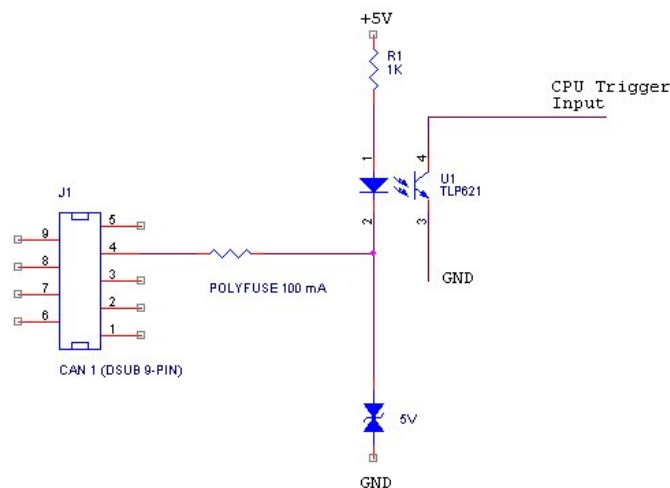 +5V
R1
1K
CPU Trigger
Input
1
4
U1
TLP621
2
3
J1
5
9
4
8
3
7
2
6
1
POLYFUSE 100 mA
GND
CAN 1 (DSUB 9-PIN)
5V
GND